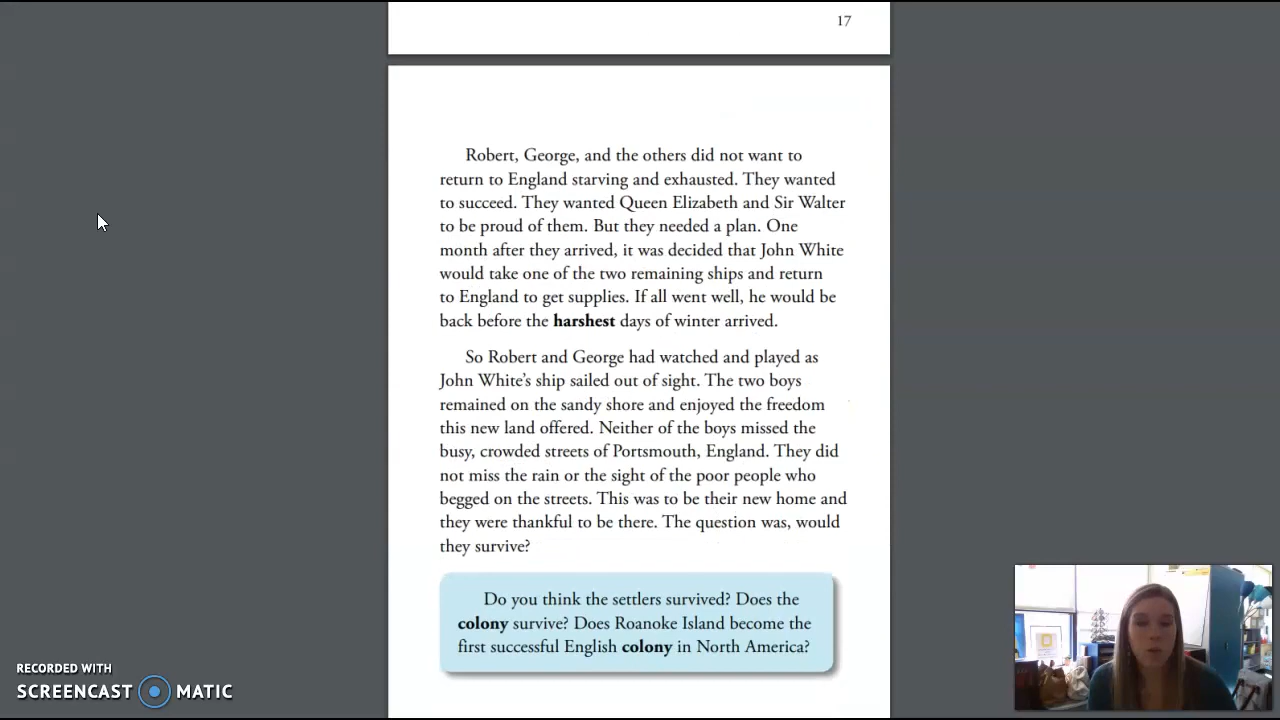 17
Robert, George, and the others did not want to
return to England starving and exhausted. They wanted
to succeed. They wanted Queen Elizabeth and Sir Walter
to be proud of them. But they needed a plan. One
month after they arrived, it was decided that John White
would take one of the two remaining ships and return
to England to get supplies. If all went well, he would be
back before the harshest days of winter arrived.
So Robert and George had watched and played as
John White’s ship sailed out of sight. The two boys
remained on the sandy shore and enjoyed the freedom
this new land offered. Neither of the boys missed the
busy, crowded streets of Portsmouth, England. They did
not miss the rain or the sight of the poor people who
begged on the streets. This was to be their new home and
they were thankful to be there. The question was, would
they survive?
Do you think the settlers survived? Does the
colony survive? Does Roanoke Island become the
first successful English colony in North America?
RECORDED WITH
SCREENCAST MATIC